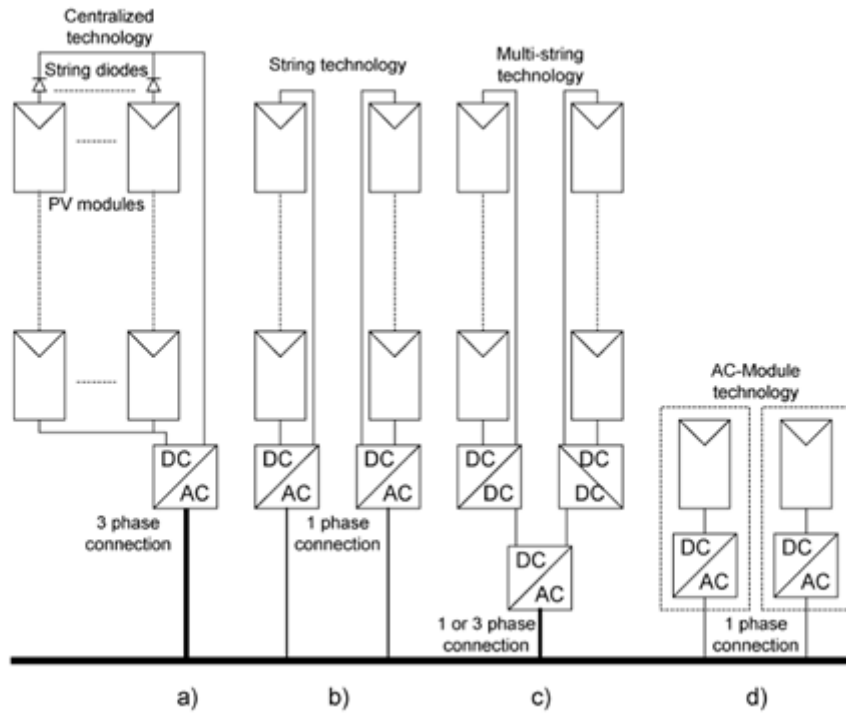 Centralized
technology
String diodes
PV modules
DC
AC
3 phase
connection
a)
String technology
DC
AC
DC
AC
1 phase
connection
b)
Multi-string
technology
DC
DC
DC
DC
DC
AC
1 or 3 phase
connection
c)
AC-Module
technology
DC
AC
DC
AC
1 phase
connection
d)